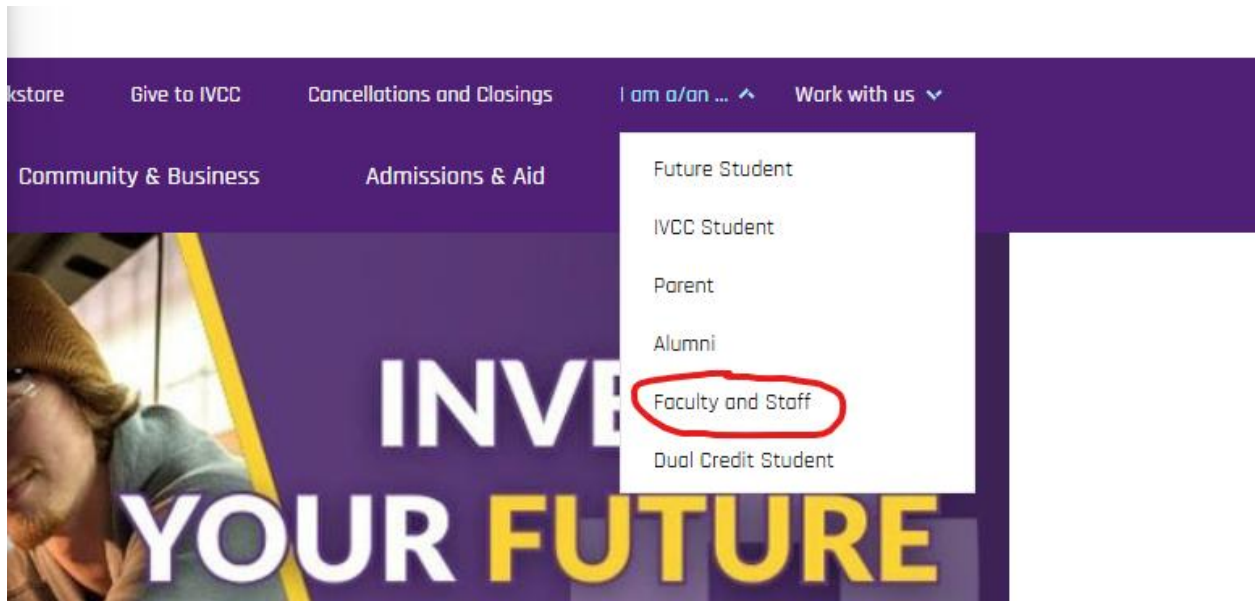 kstore Give to IVCC Cancellations and Closings I am a/an ... Work with us
Community & Business Admissions & Aid
Future Student
IVCC Student
Parent
Alumni
Faculty and Staff
Dual Credit Student
INVE
YOUR FUTURE